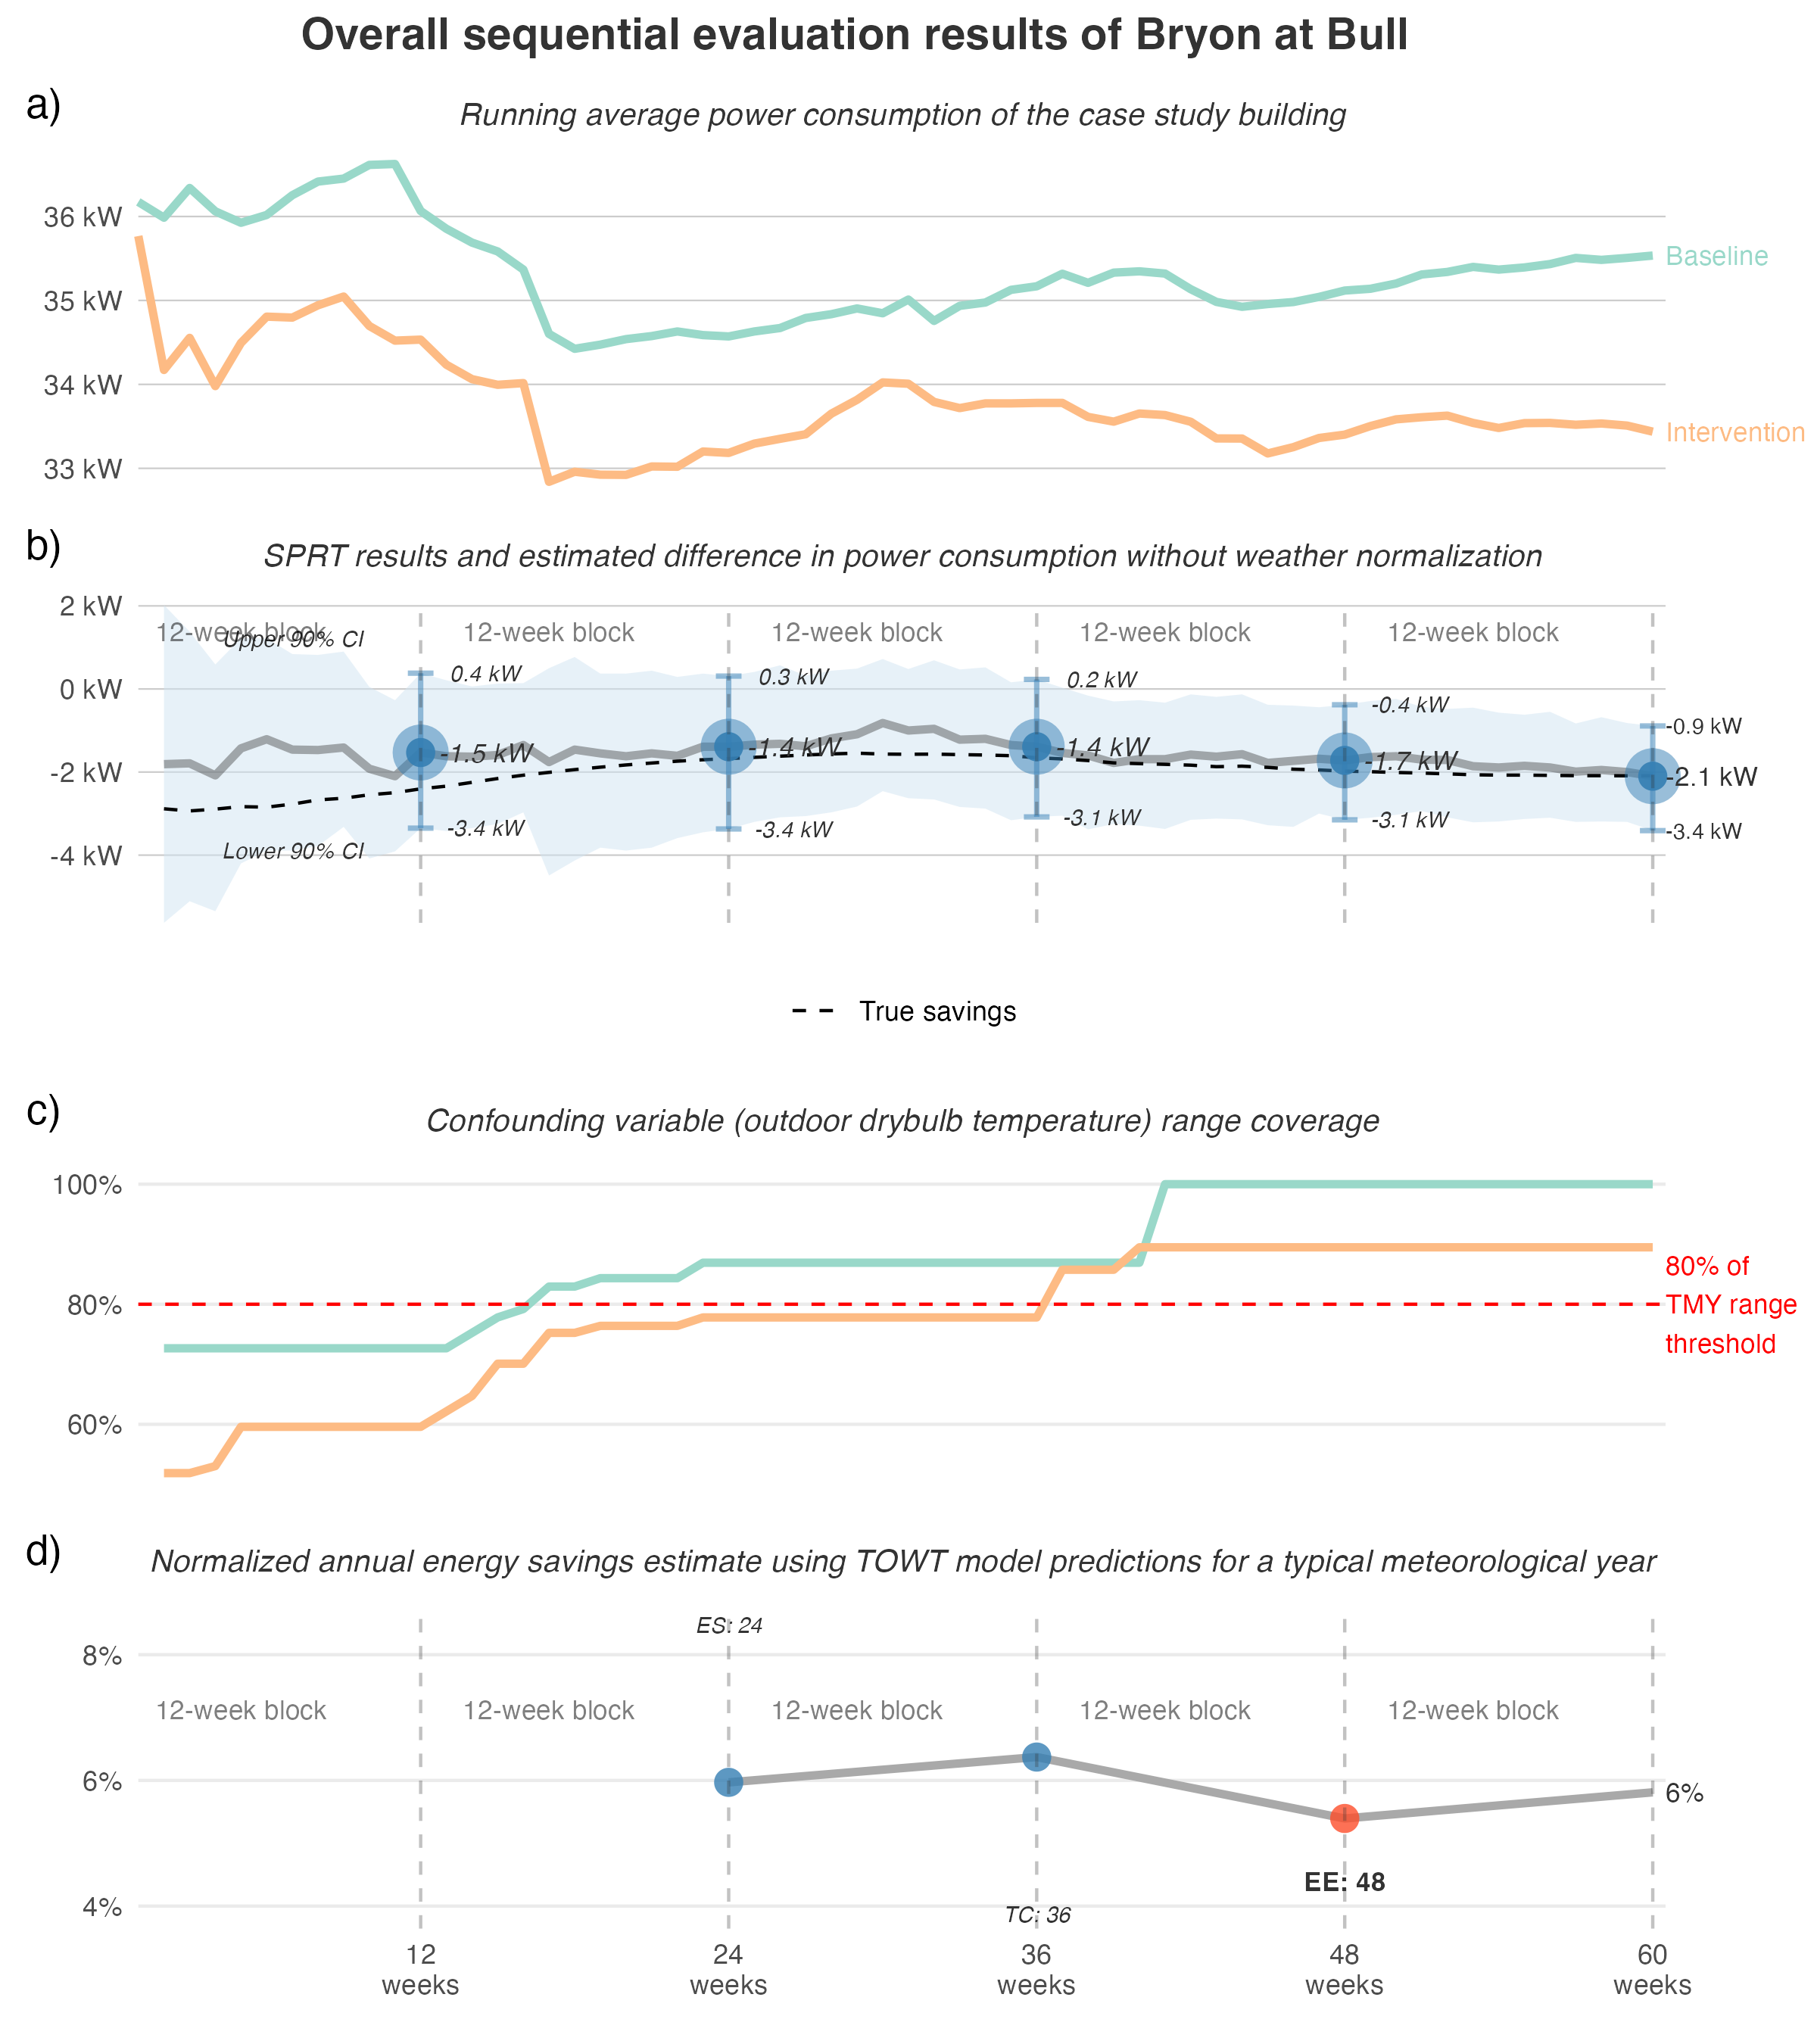 Overall sequential evaluation results of Bryon at Bull
a)
Running average power consumption of the case study building
36 kW
35 kW
34 kW
33 kW
Baseline
Intervention
b)
SPRT results and estimated difference in power consumption without weather normalization
2 kW
0 kW
-2 kW
-4 kW
12-week block
12-week block
12-week block
12-week block
12-week block
Upper 90% CI
Lower 90% CI
0.4 kW
0.3 kW
0.2 kW
-0.4 kW
-0.9 kW
-1.5 kW
-1.4 kW
-1.4 kW
-1.7 kW
-2.1 kW
-3.4 kW
-3.4 kW
-3.1 kW
-3.1 kW
-3.4 kW
True savings
c)
Confounding variable (outdoor drybulb temperature) range coverage
100%
80%
60%
80% of
TMY range
threshold
d)
Normalized annual energy savings estimate using TOWT model predictions for a typical meteorological year
8%
6%
4%
ES: 24
12-week block
12-week block
12-week block
12-week block
12-week block
6%
EE: 48
TC: 36
12
weeks
24
weeks
36
weeks
48
weeks
60
weeks